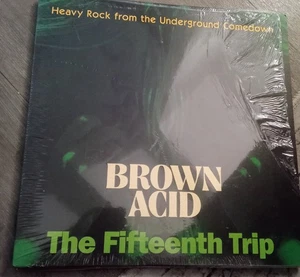 Heavy Rock from the Underground Comedown
BROWN
ACID
The Fifteenth Trip